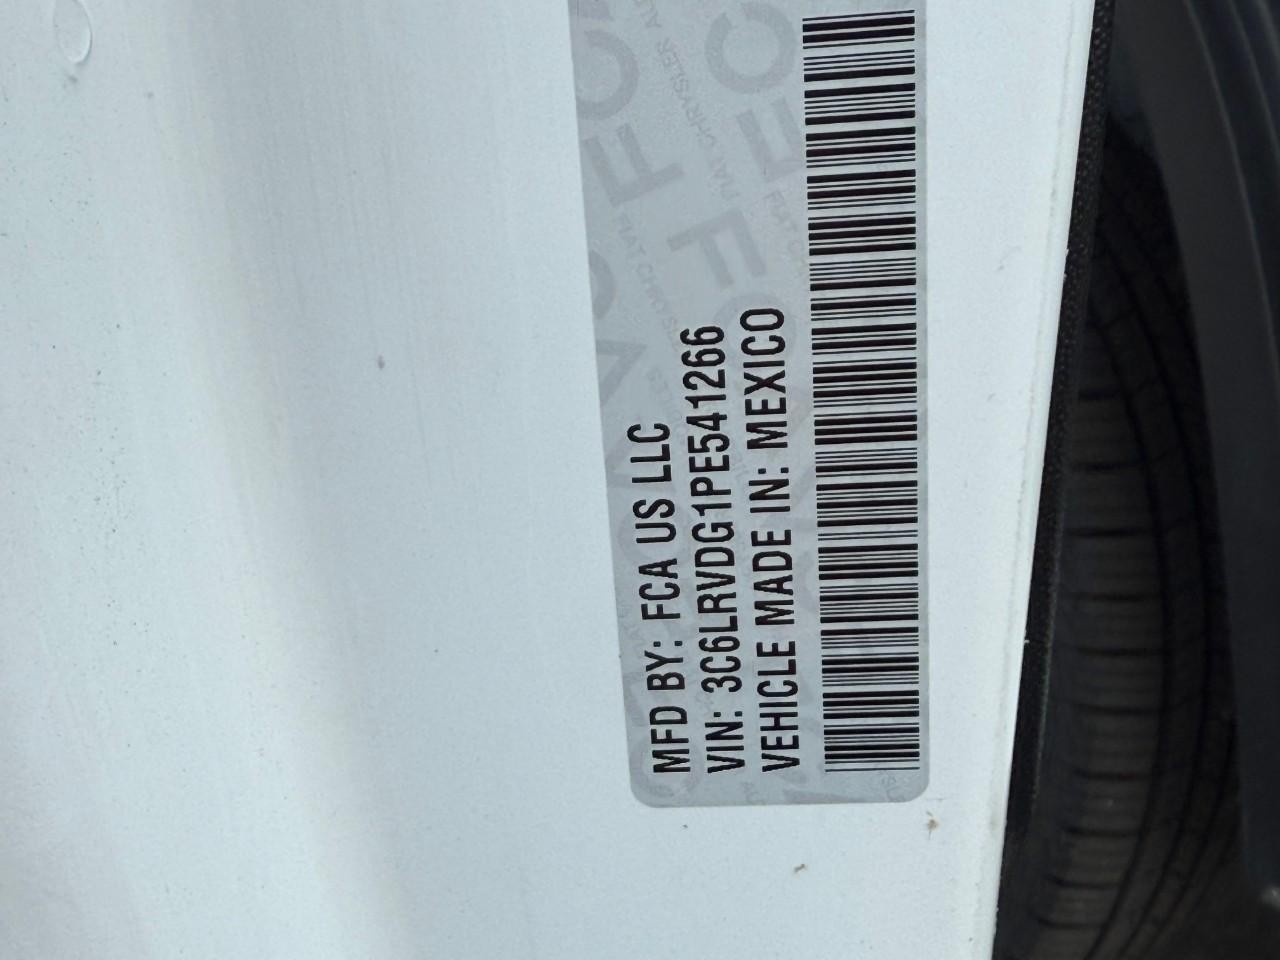 MFD BY: FCA US LLC
VIN: 3C6LRVDG1PE541266
VEHICLE MADE IN: MEXICO